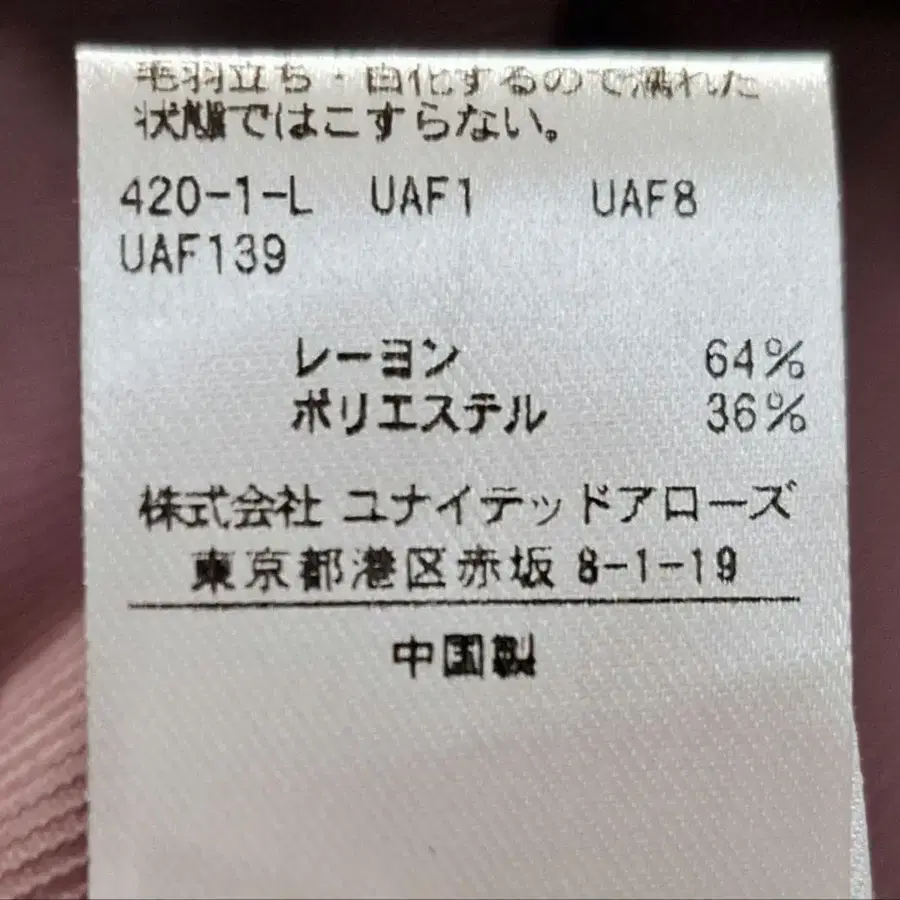 毛羽立ち・白化するので濡れた
状態ではこすらない。
420-1-L UAF1 UAF8
UAF139
レーヨン 64%
ポリエステル 36%
株式会社 ユナイテッドアローズ
東京都港区赤坂 8-1-19
中国製